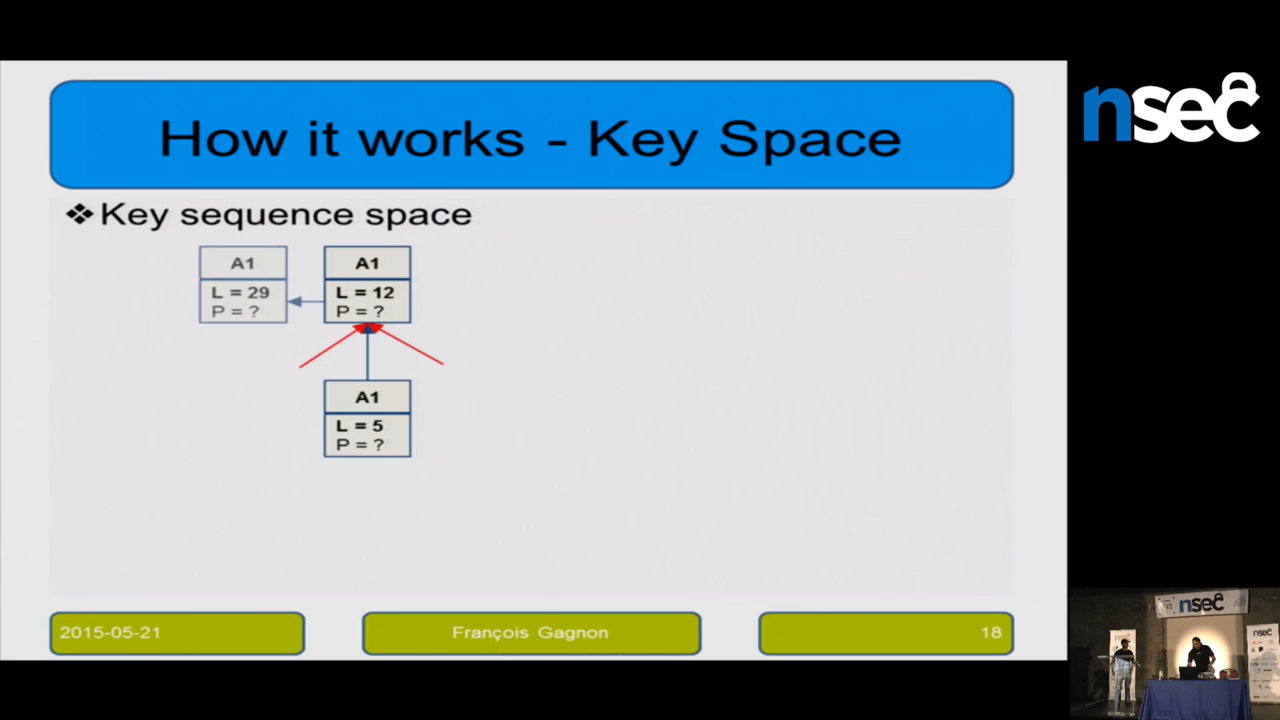 How it works - Key Space
nsec
❖Key sequence space
A1
L = 29
P = ?
A1
L = 12
P = ?
A1
L = 5
P = ?
2015-05-21
François Gagnon
18
nsec
nsec